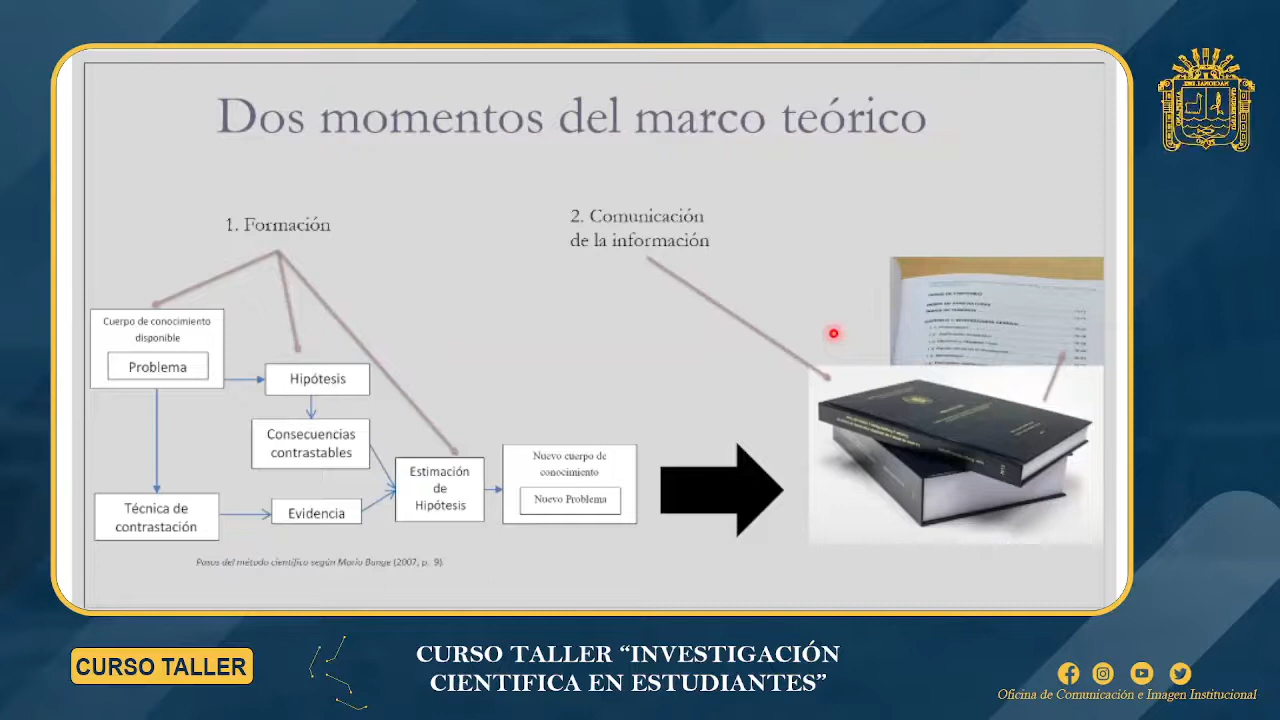 Dos momentos del marco teórico
1. Formación
2. Comunicación
de la información
Cuerpo de conocimiento
disponible
Problema
Hipótesis
Consecuencias
contrastables
Técnica de
contrastación
Evidencia
Estimación
de
Hipótesis
Nuevo cuerpo de
conocimiento
Nuevo Problema
Pasos del método científico según Mario Bunge (2007, p. 9).
CURSO TALLER
CURSO TALLER “INVESTIGACIÓN
CIENTIFICA EN ESTUDIANTES”
Oficina de Comunicación e Imagen Institucional